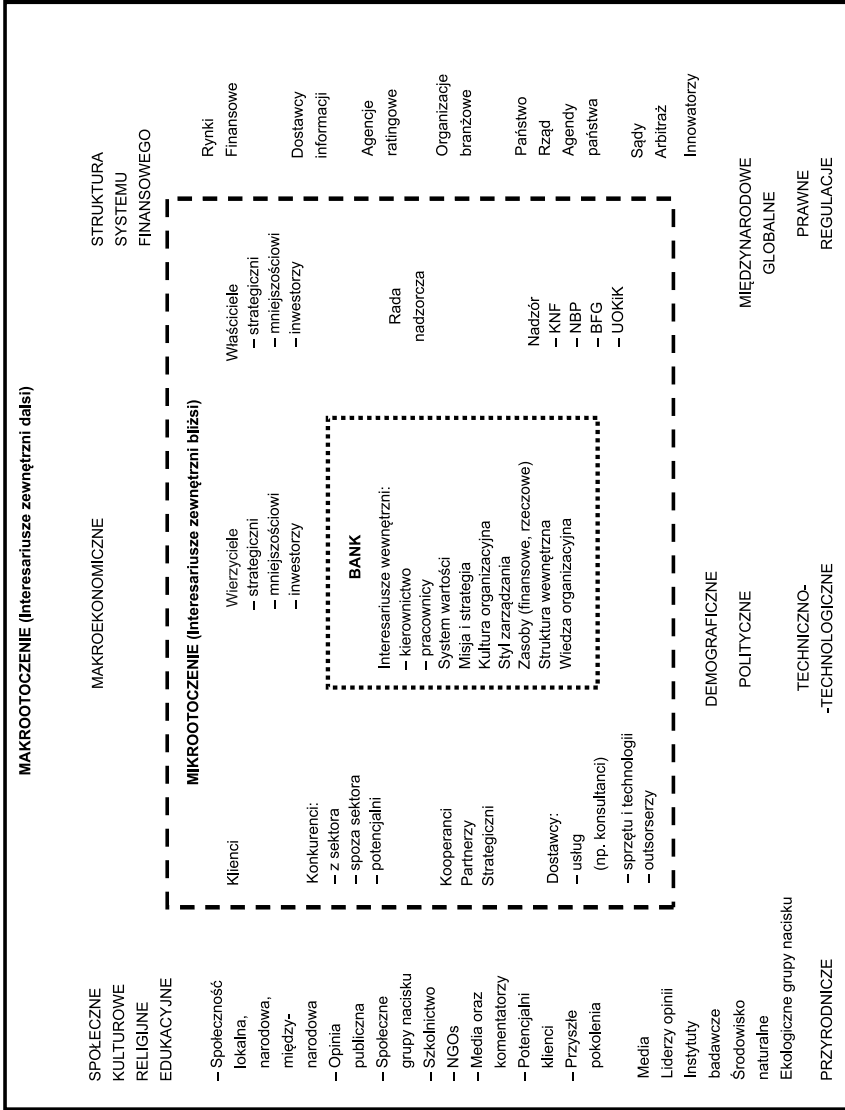 MAKROOTOCZENIE (Interesariusze zewnętrzni dalsi)
SPOŁECZNE
KULTUROWE
RELIGIJNE
EDUKACYJNE
MAKROEKONOMICZNE
STRUKTURA
SYSTEMU
FINANSOWEGO
– Społeczność
lokalna,
narodowa,
między-
narodowa
– Opinia
publiczna
– Społeczne
grupy nacisku
– Szkolnictwo
– NGOs
– Media oraz
komentatorzy
– Potencjalni
klienci
– Przyszłe
pokolenia
Media
Liderzy opinii
Instytuty
badawcze
Środowisko
naturalne
Ekologiczne grupy nacisku
PRZYRODNICZE
MIKROOTOCZENIE (Interesariusze zewnętrzni bliżsi)
Klienci
Konkurenci:
– z sektora
– spoza sektora
– potencjalni
Kooperanci
Partnerzy
Strategiczni
Dostawcy:
– usług
(np. konsultanci)
– sprzętu i technologii
– outsorserzy
Wierzyciele
– strategiczni
– mniejszościowi
– inwestorzy
BANK
Interesariusze wewnętrzni:
– kierownictwo
– pracownicy
System wartości
Misja i strategia
Kultura organizacyjna
Styl zarządzania
Zasoby (finansowe, rzeczowe)
Struktura wewnętrzna
Wiedza organizacyjna
Właściciele
– strategiczni
– mniejszościowi
– inwestorzy
Rada
nadzorcza
Nadzór
– KNF
– NBP
– BFG
– UOKiK
Rynki
Finansowe
Dostawcy
informacji
Agencje
ratingowe
Organizacje
branżowe
Państwo
Rząd
Agendy
państwa
Sądy
Arbitraż
Innowatorzy
DEMOGRAFICZNE
POLITYCZNE
TECHNICZNO-
-TECHNOLOGICZNE
MIĘDZYNARODOWE
GLOBALNE
PRAWNE
REGULACJE